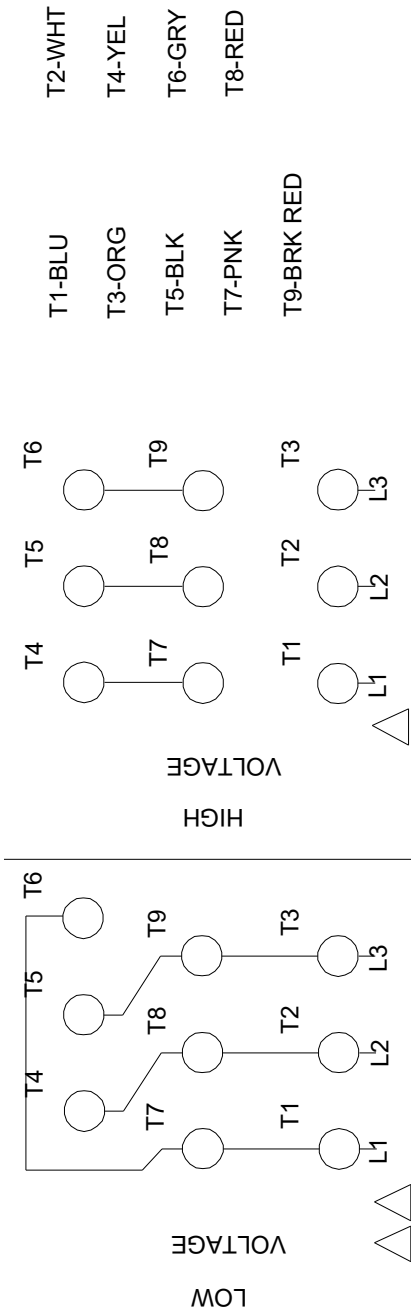 LOW
VOLTAGE
T4 T5 T6
T7 T8 T9
T1 T2 T3
L1 L2 L3
HIGH
VOLTAGE
T4 T5 T6
T7 T8 T9
T1 T2 T3
L1 L2 L3
T1-BLU T2-WHT
T3-ORG T4-YEL
T5-BLK T6-GRY
T7-PNK T8-RED
T9-BRK RED